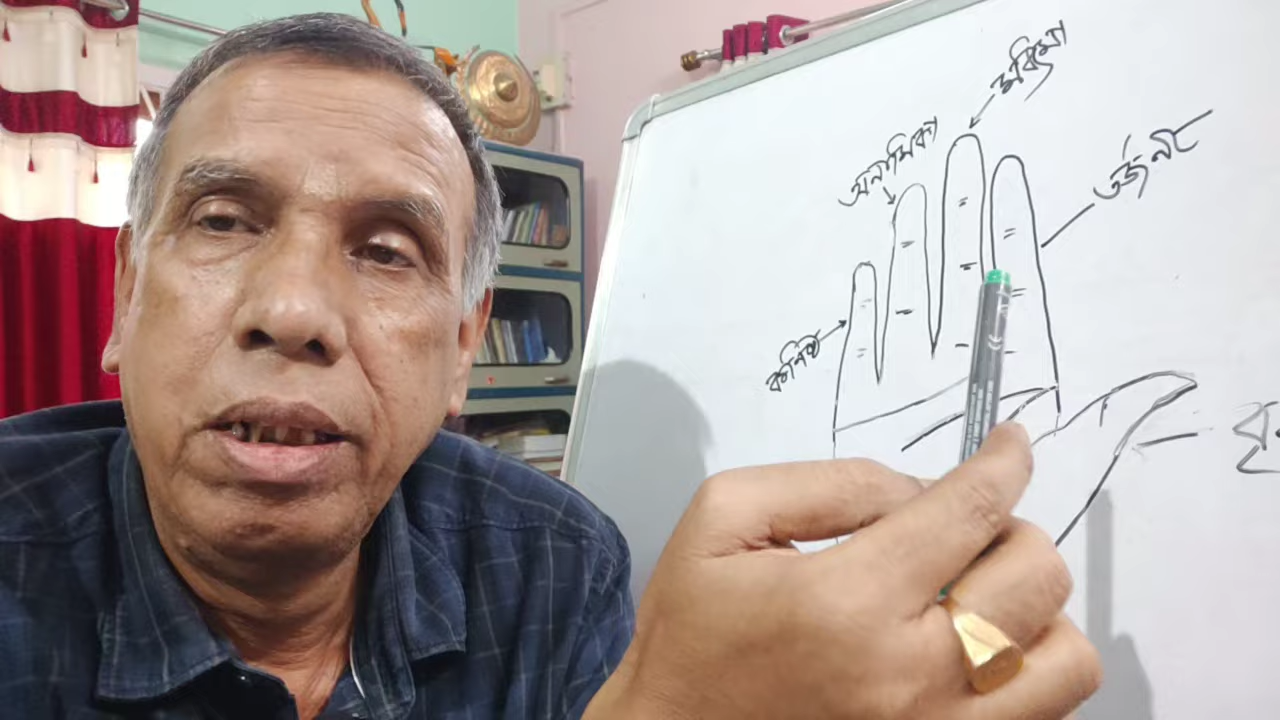 মধ্যমা
অনামিকা
তর্জনী
কনিষ্ঠা